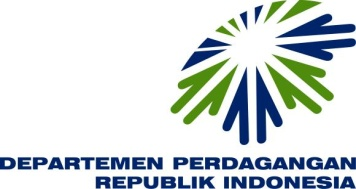 DEPARTEMEN PERDAGANGAN
REPUBLIK INDONESIA